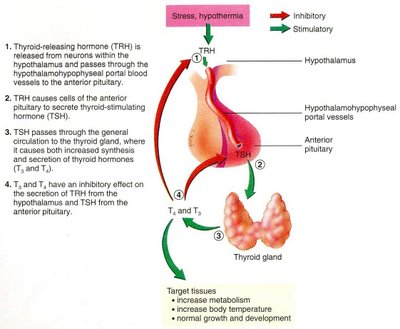 Stress, hypothermia
Inhibitory
Stimulatory
1. Thyroid-releasing hormone (TRH) is
released from neurons within the
hypothalamus and passes through the
hypothalamohypophyseal portal blood
vessels to the anterior pituitary.
2. TRH causes cells of the anterior
pituitary to secrete thyroid-stimulating
hormone (TSH).
3. TSH passes through the general
circulation to the thyroid gland, where
it causes both increased synthesis
and secretion of thyroid hormones
(T₃ and T₄).
4. T₃ and T₄ have an inhibitory effect on
the secretion of TRH from the
hypothalamus and TSH from the
anterior pituitary.
TRH
1
Hypothalamus
Hypothalamohypophyseal
portal vessels
Anterior
pituitary
TSH
2
4
T₄ and T₃
3
Thyroid gland
Target tissues
• increase metabolism
• increase body temperature
• normal growth and development